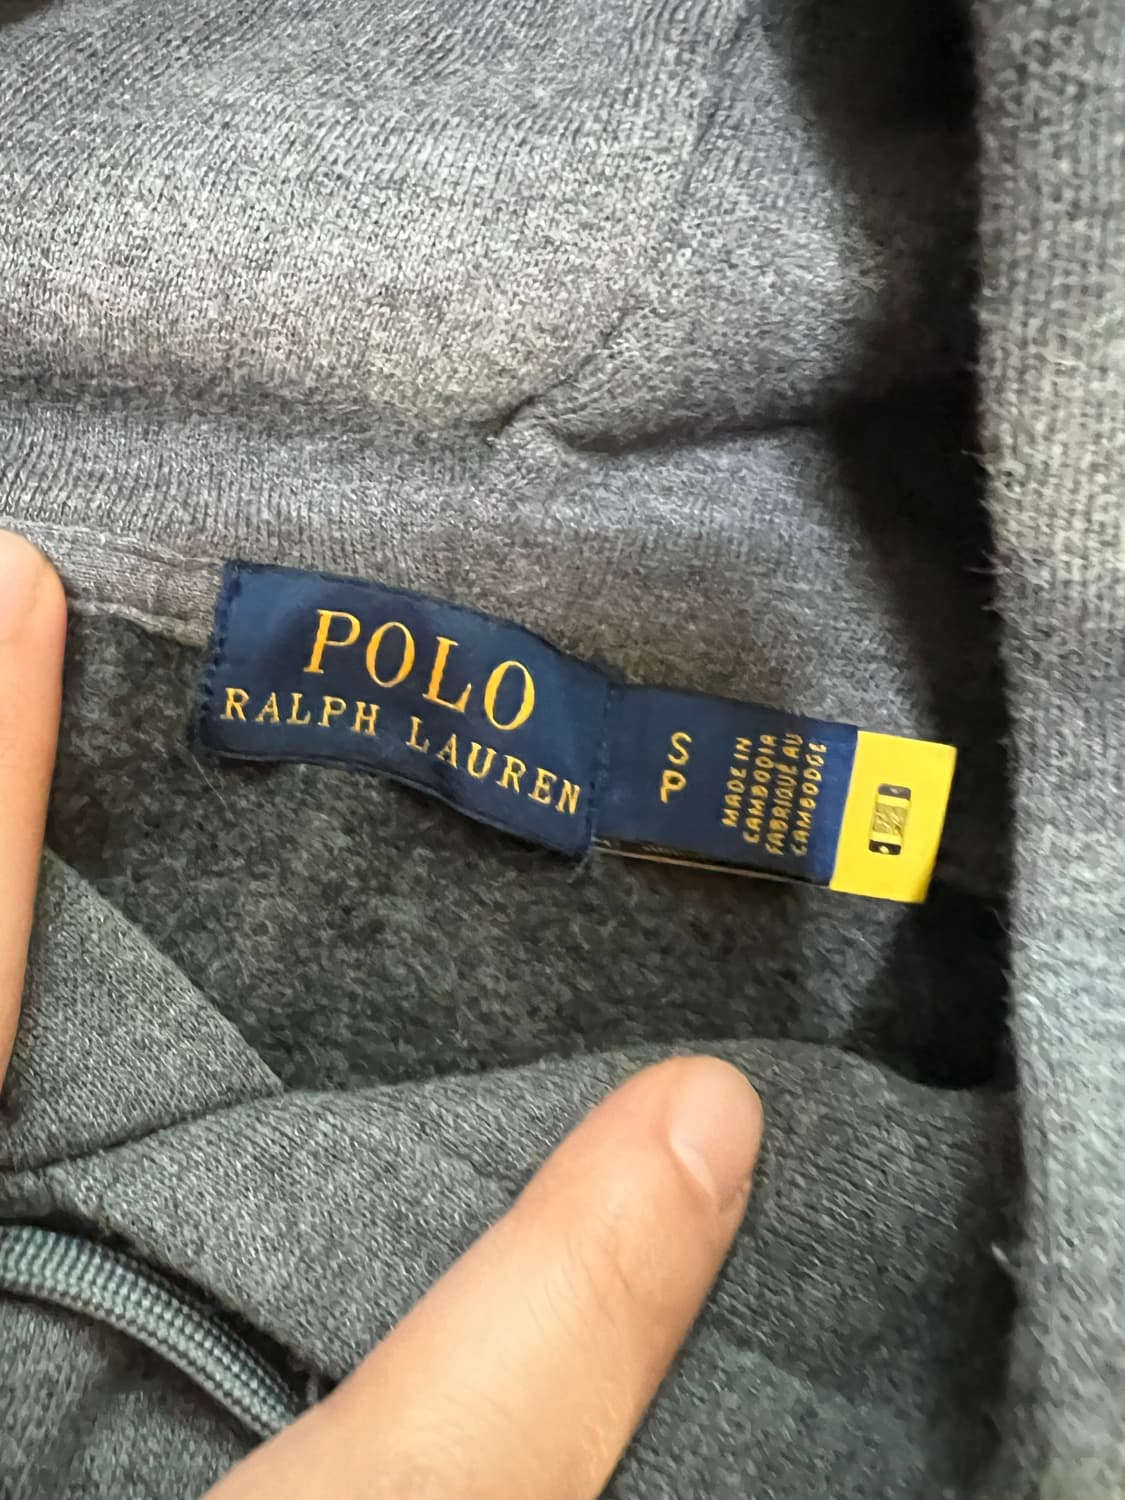 POLO
RALPH LAUREN
S
P
MADE IN
CAMBODIA
FABRIQUÉ AU
CAMBODGE